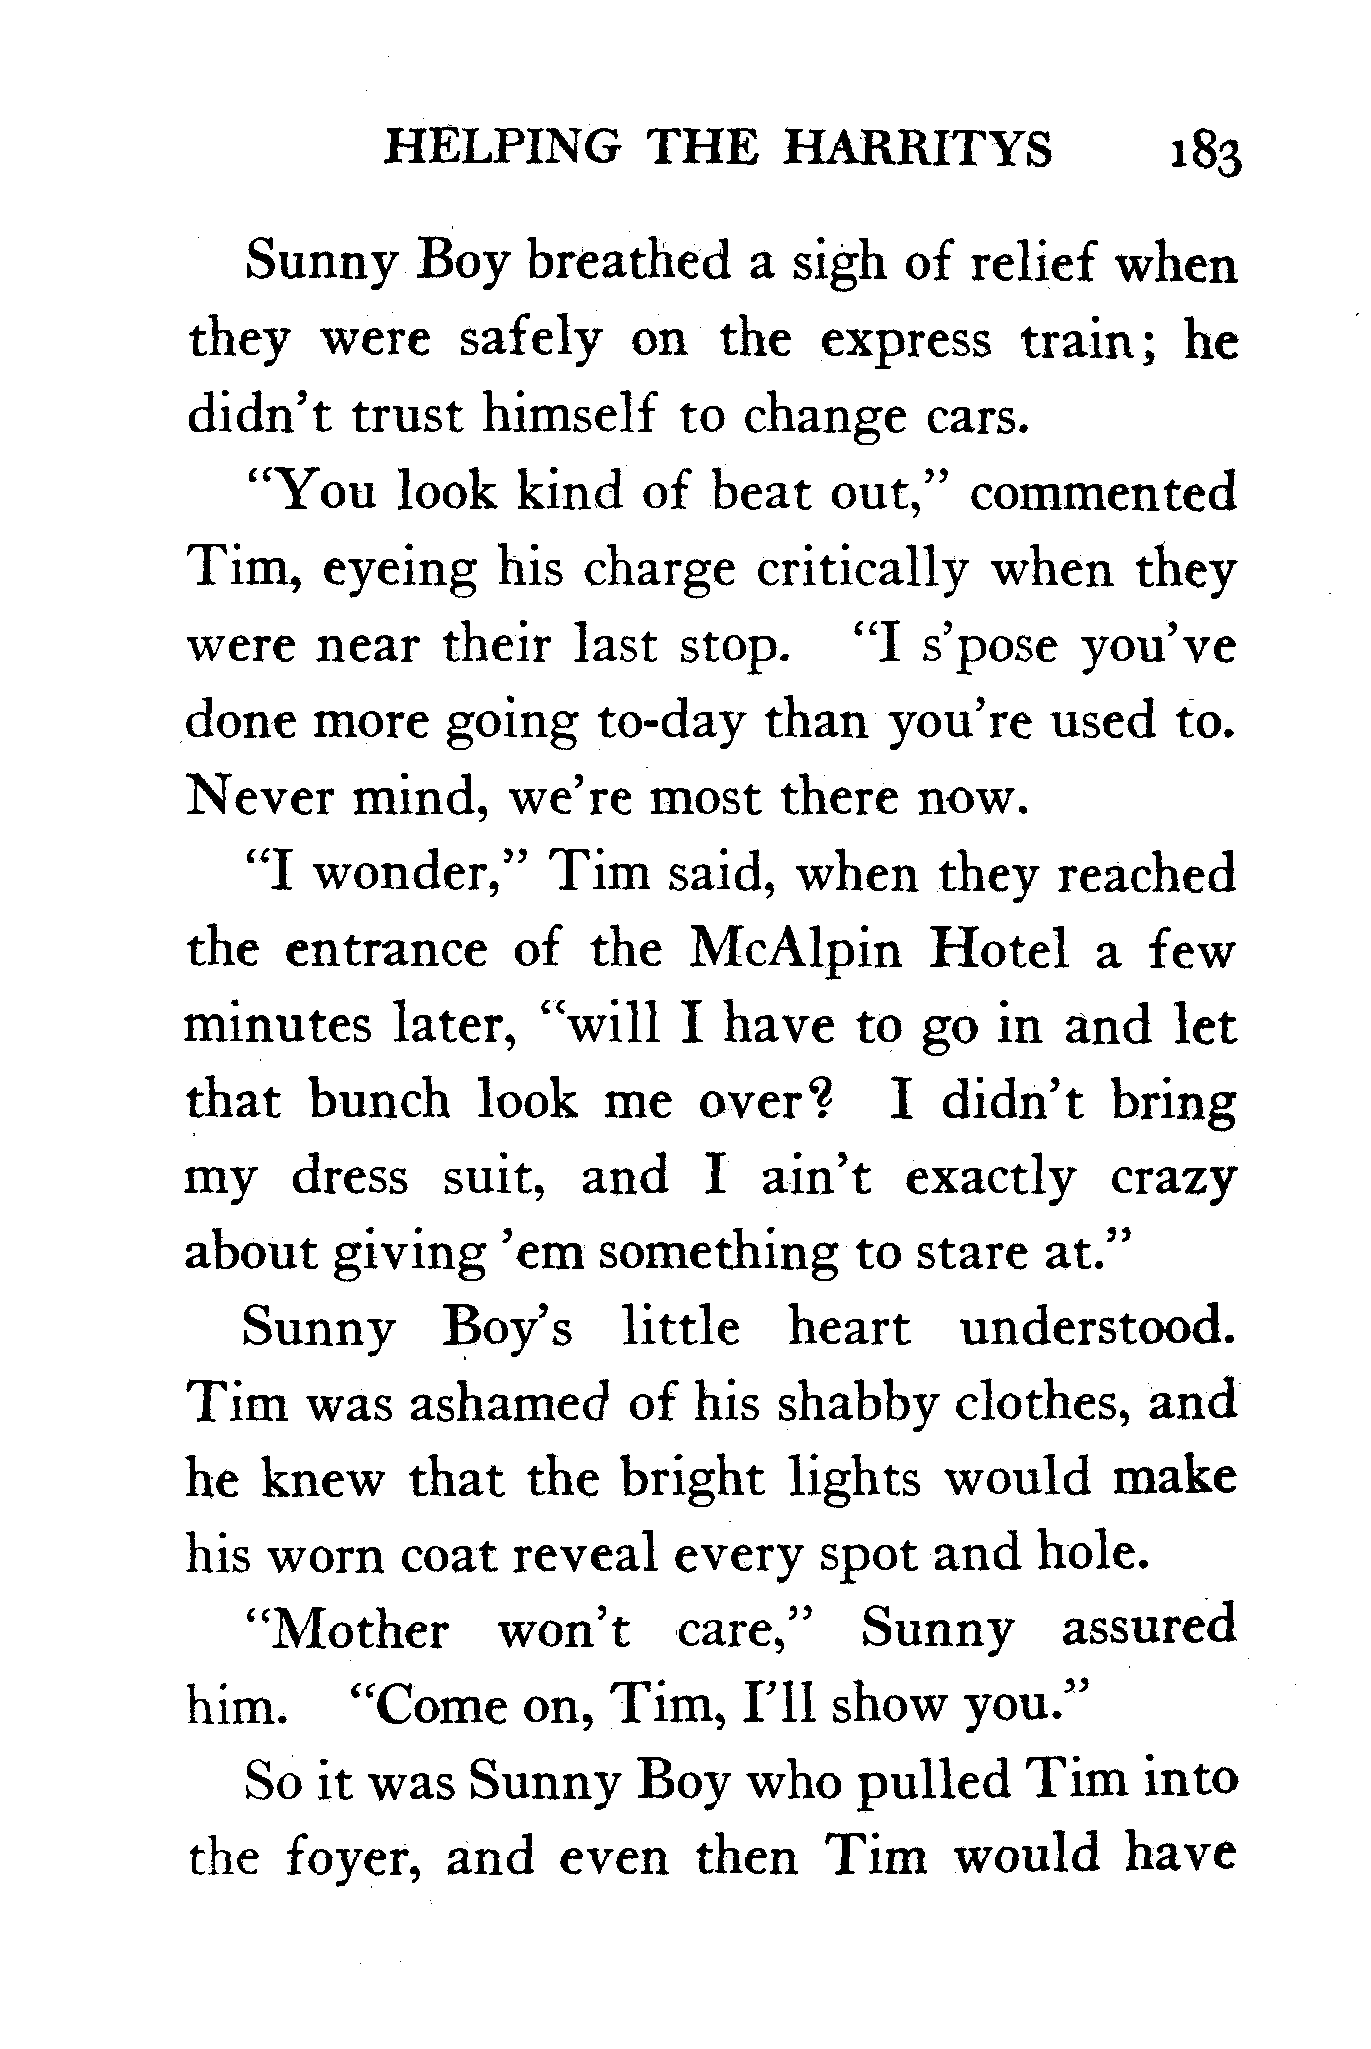 HELPING THE HARRITYS 183
Sunny Boy breathed a sigh of relief when
they were safely on the express train; he
didn't trust himself to change cars.
"You look kind of beat out," commented
Tim, eyeing his charge critically when they
were near their last stop. "I s'pose you've
done more going to-day than you're used to.
Never mind, we're most there now.
"I wonder," Tim said, when they reached
the entrance of the McAlpin Hotel a few
minutes later, "will I have to go in and let
that bunch look me over? I didn't bring
my dress suit, and I ain't exactly crazy
about giving 'em something to stare at."
Sunny Boy's little heart understood.
Tim was ashamed of his shabby clothes, and
he knew that the bright lights would make
his worn coat reveal every spot and hole.
"Mother won't care," Sunny assured
him. "Come on, Tim, I'll show you."
So it was Sunny Boy who pulled Tim into
the foyer, and even then Tim would have